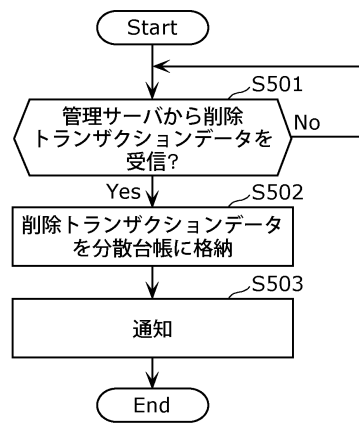 Start
S501
管理サーバから削除
トランザクションデータを
受信?
No
Yes
S502
削除トランザクションデータ
を分散台帳に格納
S503
通知
End